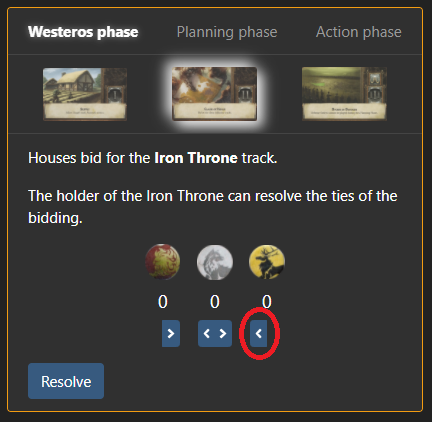 Westeros phase Planning phase Action phase
Houses bid for the Iron Throne track.
The holder of the Iron Throne can resolve the ties of the
bidding.
0 0 0
> < > <
Resolve